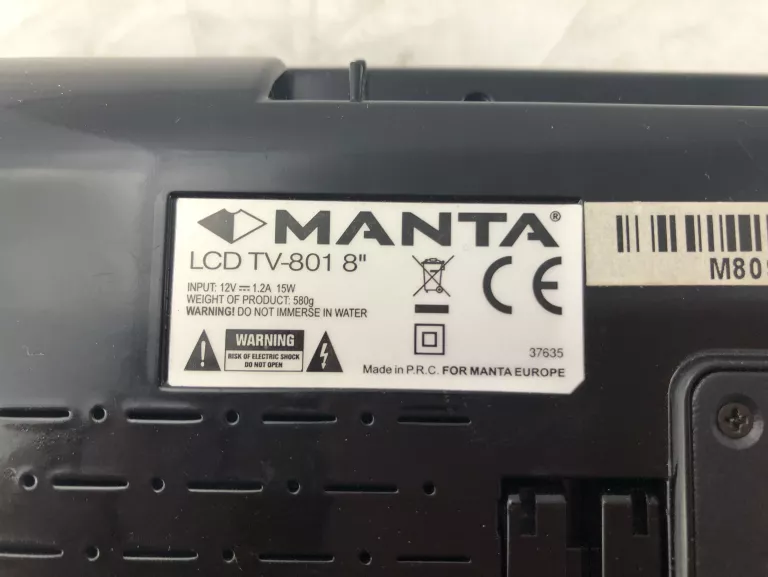 MANTA®
LCD TV-801 8"
INPUT: 12V ⎓ 1.2A 15W
WEIGHT OF PRODUCT: 580g
WARNING! DO NOT IMMERSE IN WATER
WARNING
RISK OF ELECTRIC SHOCK
DO NOT OPEN
CE
37635
Made in P.R.C. FOR MANTA EUROPE